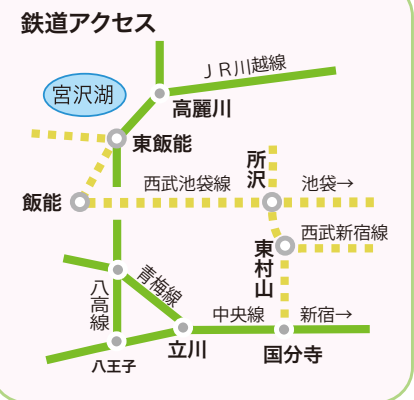 鉄道アクセス
JR川越線
宮沢湖
高麗川
東飯能
所沢
西武池袋線
池袋→
飯能
西武新宿線
東村山
青梅線
八高線
中央線
新宿→
立川
国分寺
八王子